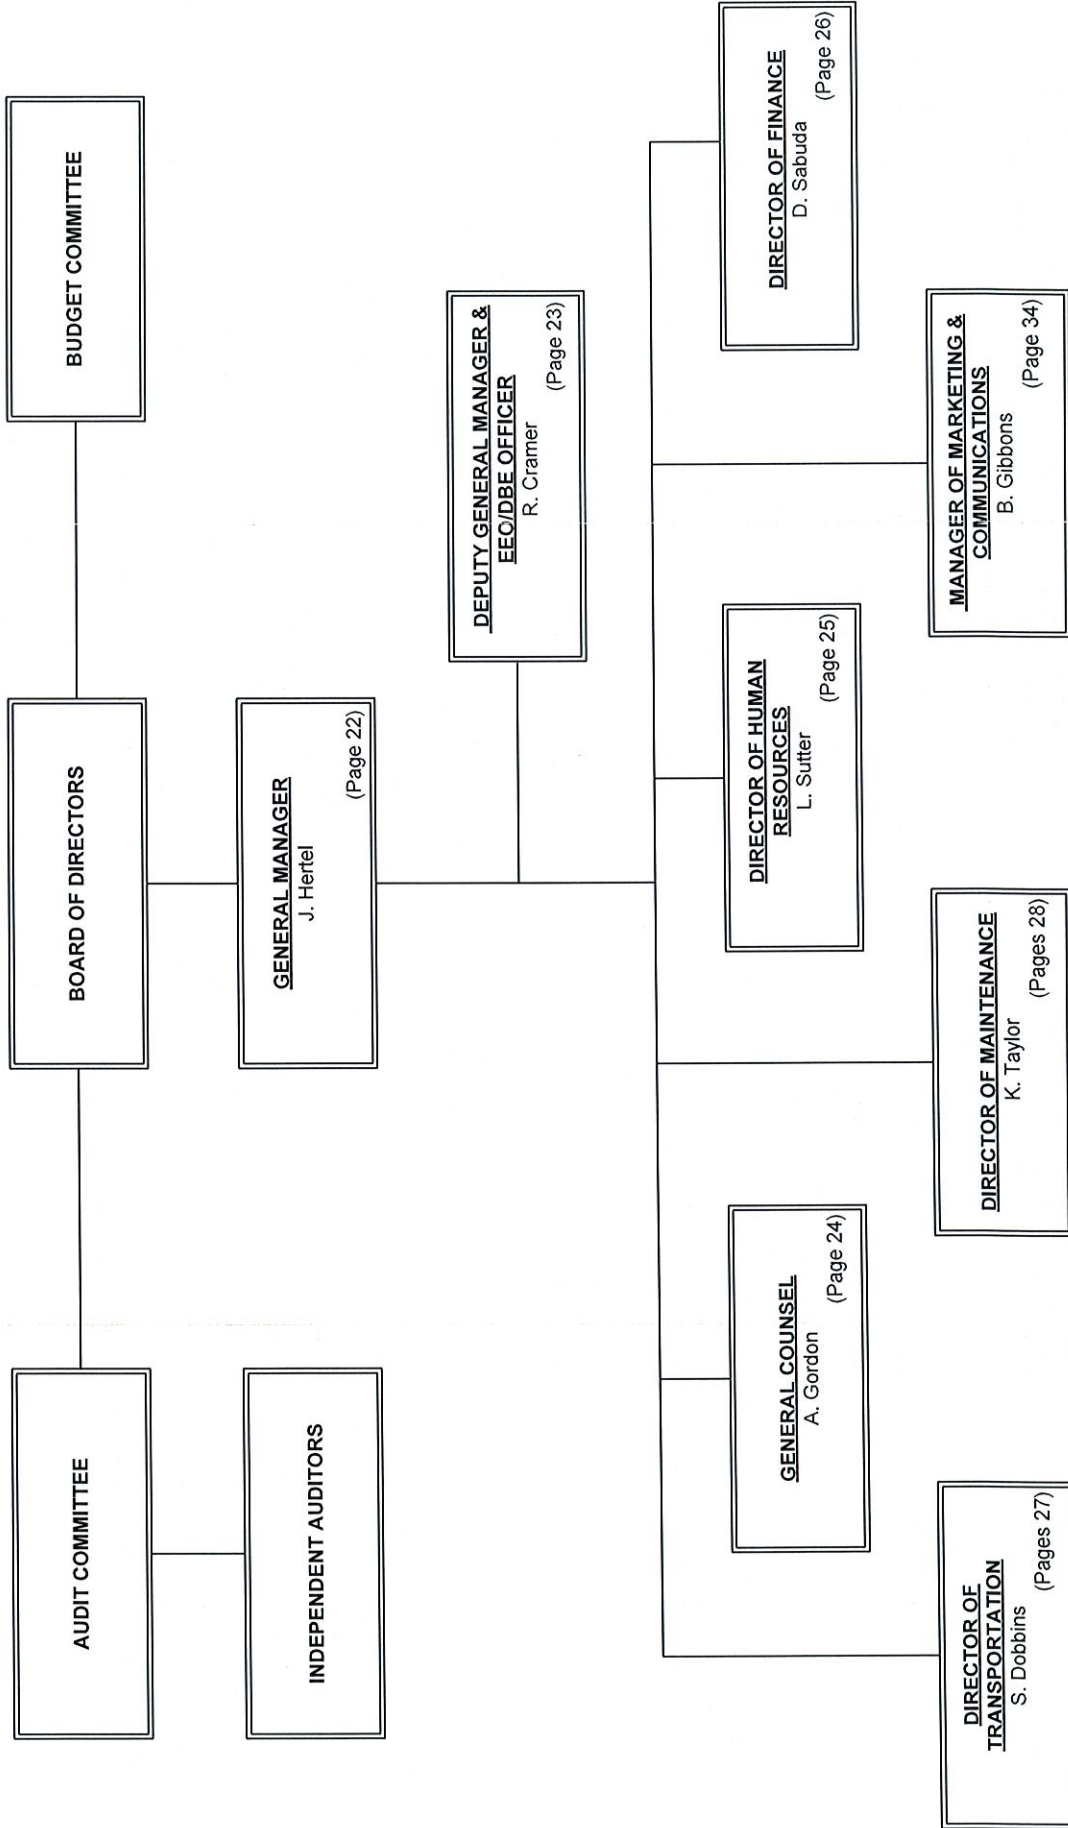 AUDIT COMMITTEE
BOARD OF DIRECTORS
BUDGET COMMITTEE
INDEPENDENT AUDITORS
GENERAL MANAGER
J. Hertel
(Page 22)
DEPUTY GENERAL MANAGER &
EEO/DBE OFFICER
R. Cramer
(Page 23)
GENERAL COUNSEL
A. Gordon
(Page 24)
DIRECTOR OF HUMAN
RESOURCES
L. Sutter
(Page 25)
DIRECTOR OF FINANCE
D. Sabuda
(Page 26)
DIRECTOR OF
TRANSPORTATION
S. Dobbins
(Pages 27)
DIRECTOR OF MAINTENANCE
K. Taylor
(Pages 28)
MANAGER OF MARKETING &
COMMUNICATIONS
B. Gibbons
(Page 34)